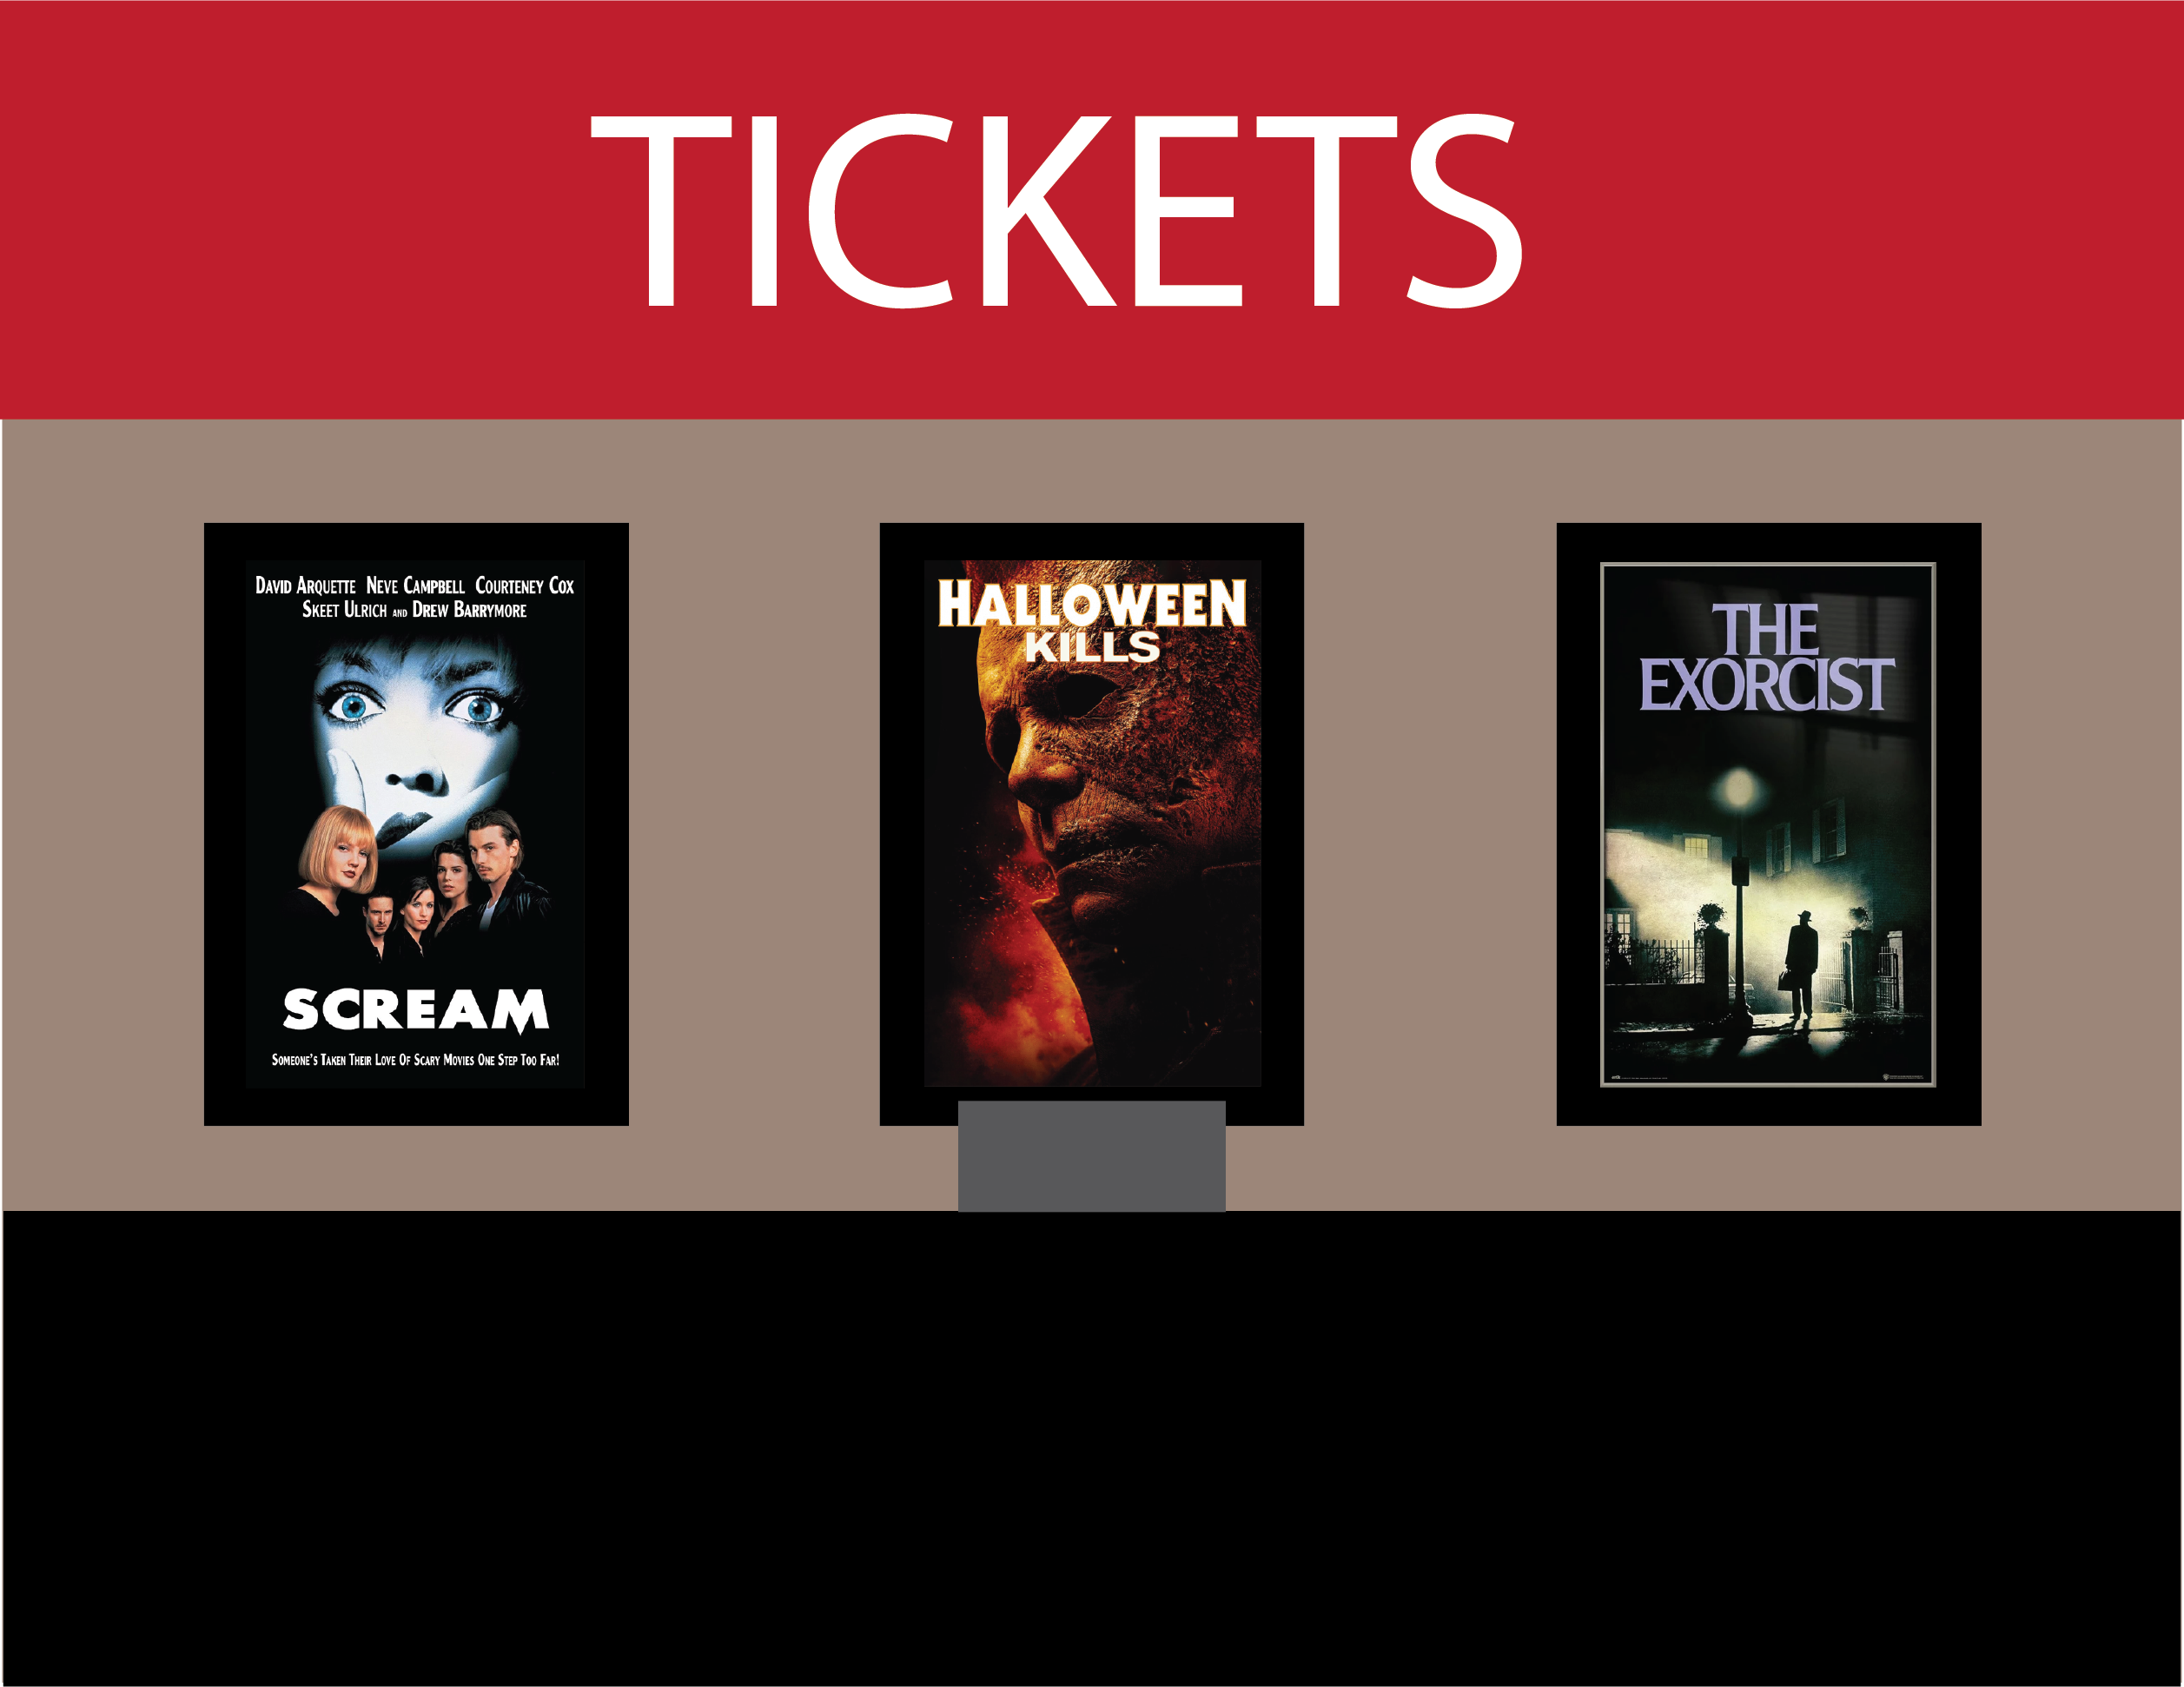 TICKETS
DAVID ARQUETTE NEVE CAMPBELL COURTENEY COX
SKEET ULRICH AND DREW BARRYMORE
SCREAM
SOMEONE'S TAKEN THEIR LOVE OF SCARY MOVIES ONE STEP TOO FAR!
HALLOWEEN
KILLS
THE
EXORCIST